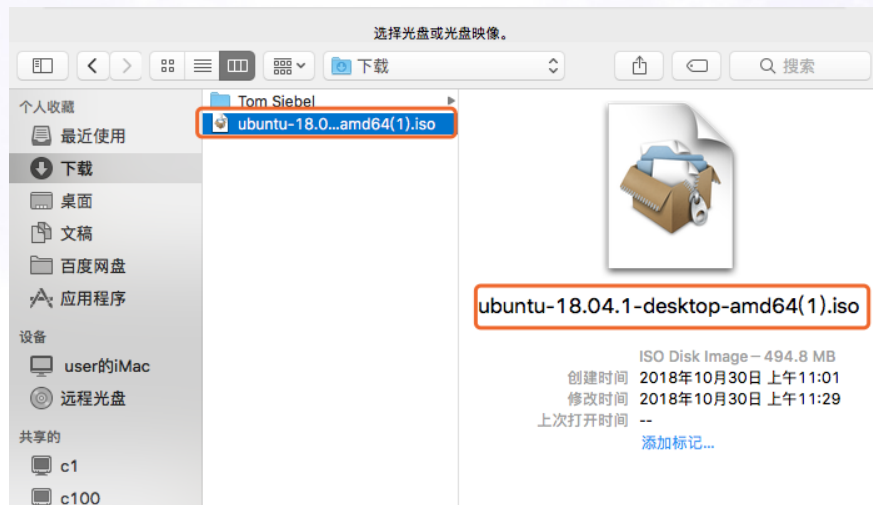 选择光盘或光盘映像。
下载
搜索
个人收藏
最近使用
下载
桌面
文稿
百度网盘
应用程序
设备
user的iMac
远程光盘
共享的
c1
c100
Tom Siebel
ubuntu-18.0...amd64(1).iso
ubuntu-18.04.1-desktop-amd64(1).iso
ISO Disk Image – 494.8 MB
创建时间 2018年10月30日 上午11:01
修改时间 2018年10月30日 上午11:29
上次打开时间 --
添加标记...